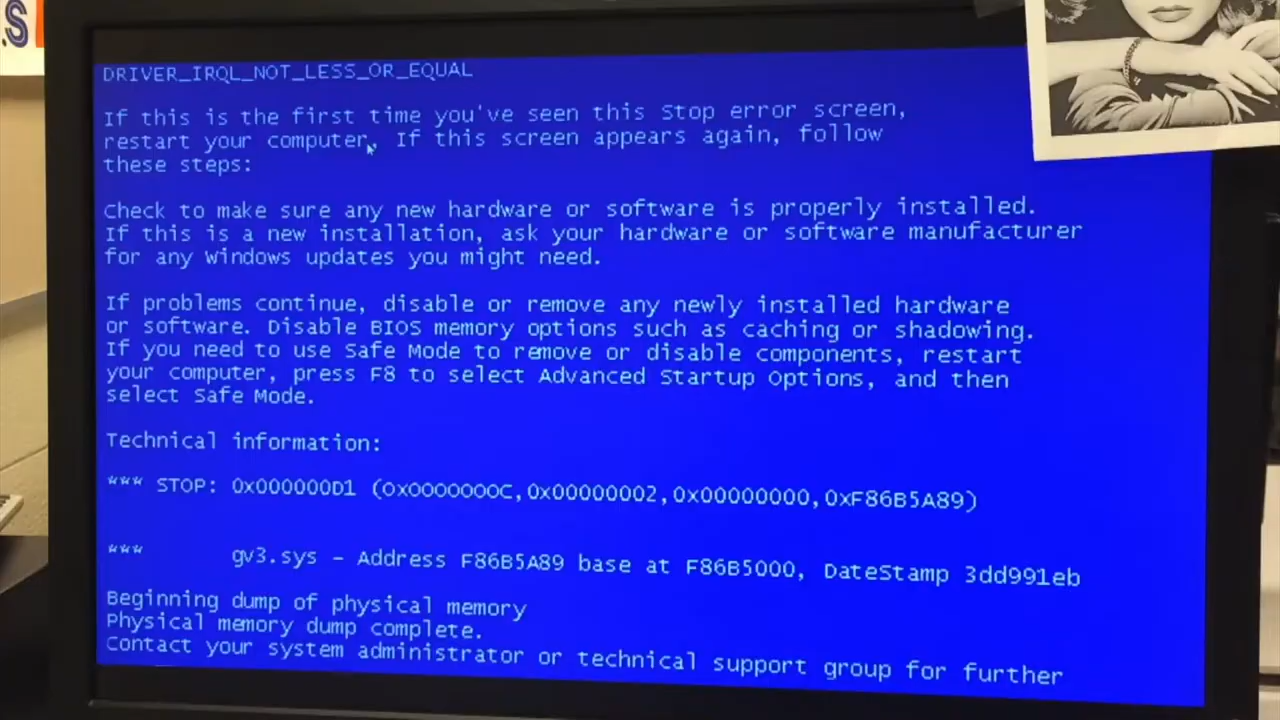 .S
DRIVER_IRQL_NOT_LESS_OR_EQUAL
If this is the first time you've seen this Stop error screen,
restart your computer, If this screen appears again, follow
these steps:
Check to make sure any new hardware or software is properly installed.
If this is a new installation, ask your hardware or software manufacturer
for any Windows updates you might need.
If problems continue, disable or remove any newly installed hardware
or software. Disable BIOS memory options such as caching or shadowing.
If you need to use Safe Mode to remove or disable components, restart
your computer, press F8 to select Advanced Startup Options, and then
select Safe Mode.
Technical information:
*** STOP: 0x000000D1 (0x0000000C,0x00000002,0x00000000,0xF86B5A89)
*** gv3.sys - Address F86B5A89 base at F86B5000, DateStamp 3dd991eb
Beginning dump of physical memory
Physical memory dump complete.
Contact your system administrator or technical support group for further